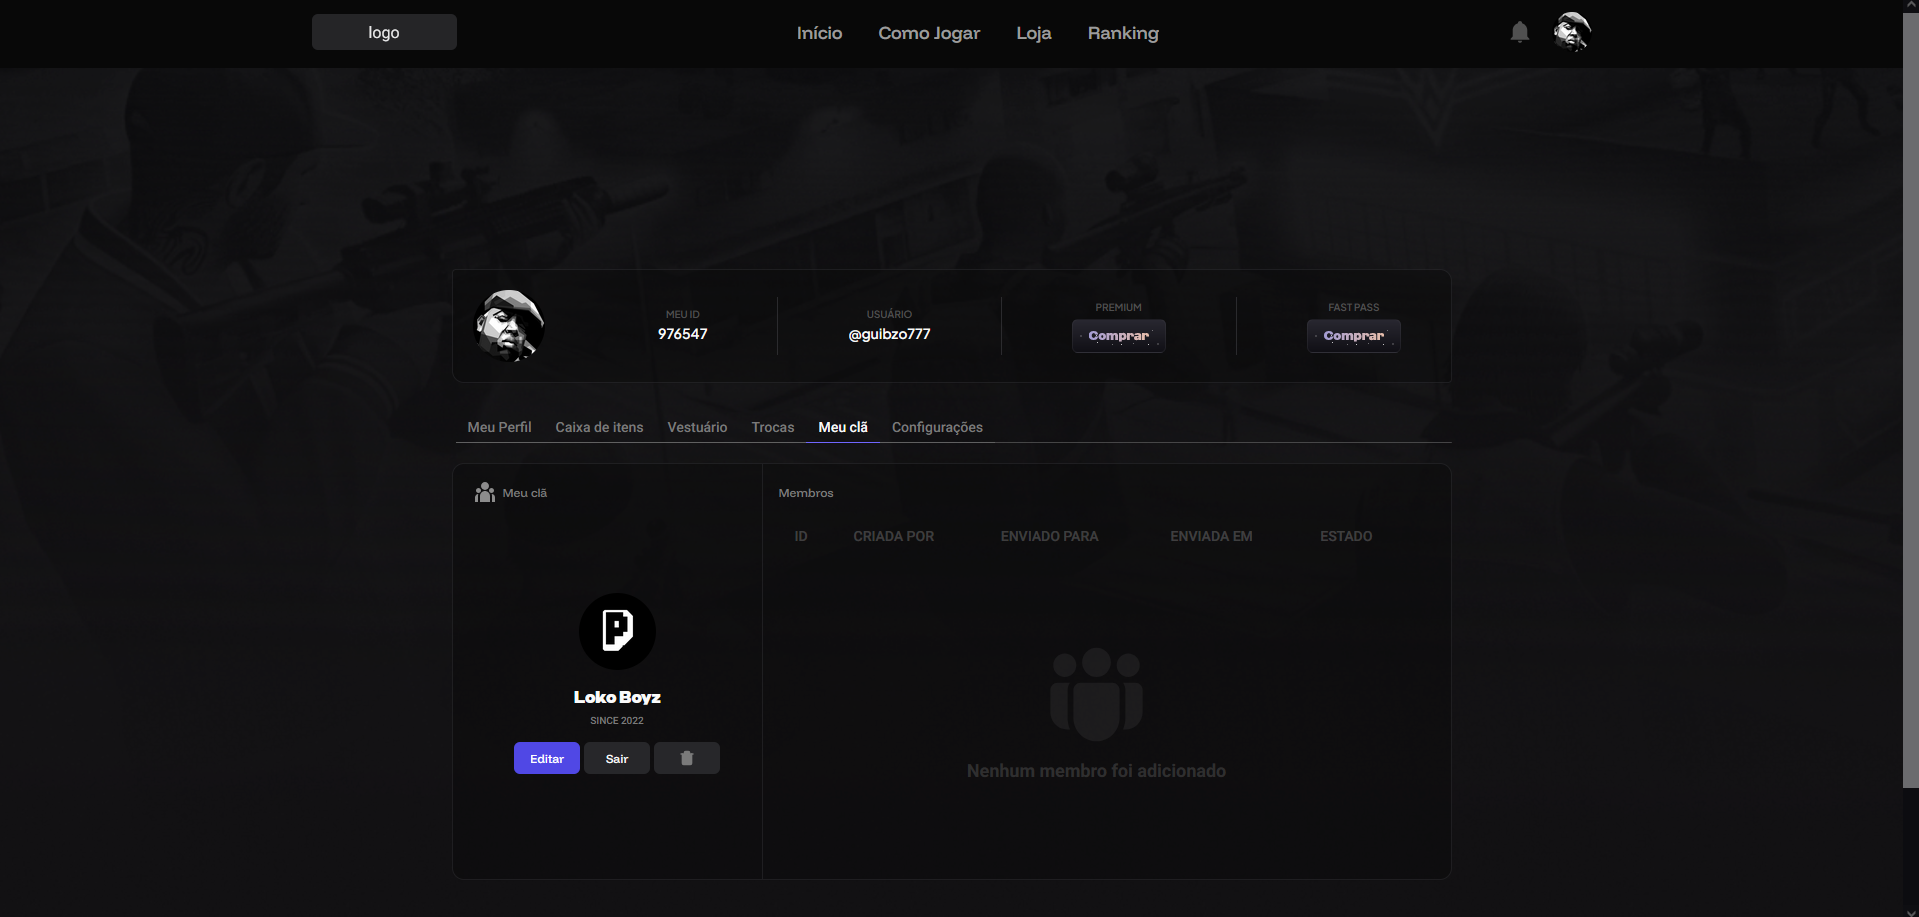 logo
Início
Como Jogar
Loja
Ranking
MEU ID
976547
USUÁRIO
@guibzo777
PREMIUM
Comprar
FAST PASS
Comprar
Meu Perfil
Caixa de itens
Vestuário
Trocas
Meu clã
Configurações
Meu clã
P
Loko Boyz
SINCE 2022
Editar
Sair
Membros
ID
CRIADA POR
ENVIADO PARA
ENVIADA EM
ESTADO
Nenhum membro foi adicionado